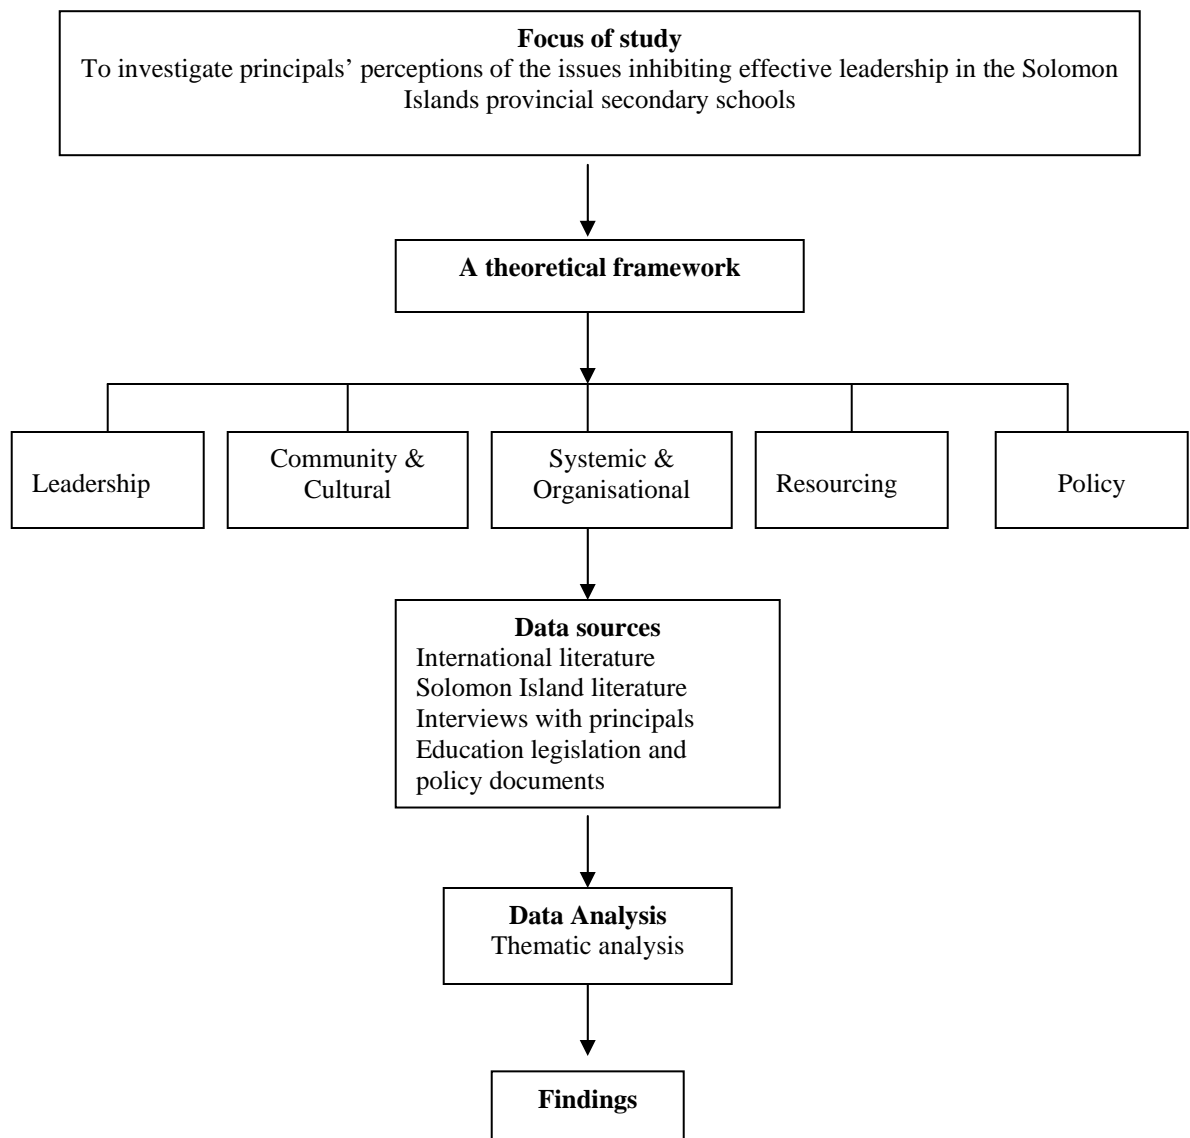 Focus of study
To investigate principals’ perceptions of the issues inhibiting effective leadership in the Solomon
Islands provincial secondary schools
A theoretical framework
Leadership
Community &
Cultural
Systemic &
Organisational
Resourcing
Policy
Data sources
International literature
Solomon Island literature
Interviews with principals
Education legislation and
policy documents
Data Analysis
Thematic analysis
Findings